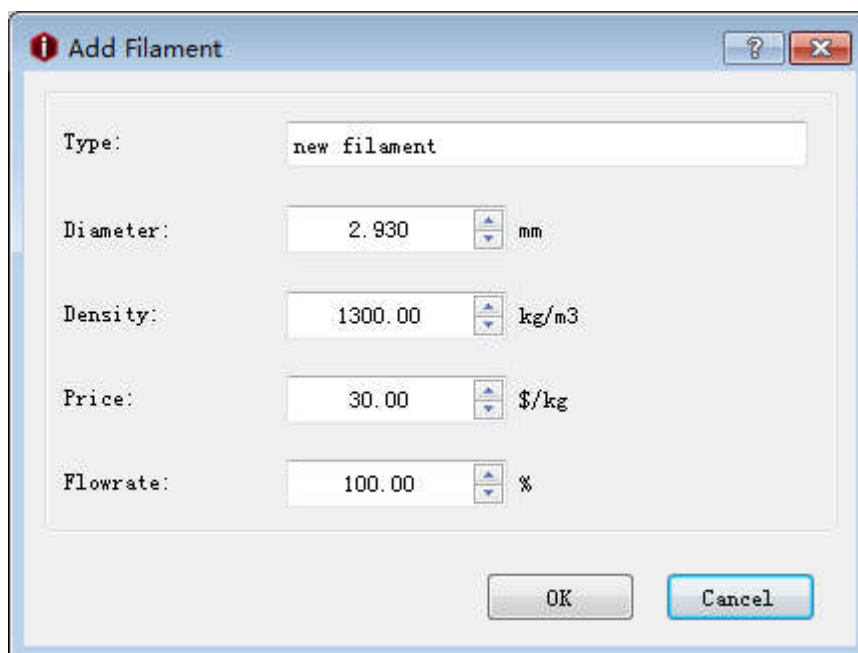 Add Filament
Type: new filament
Diameter: 2.930 mm
Density: 1300.00 kg/m3
Price: 30.00 $/kg
Flowrate: 100.00 %
OK Cancel